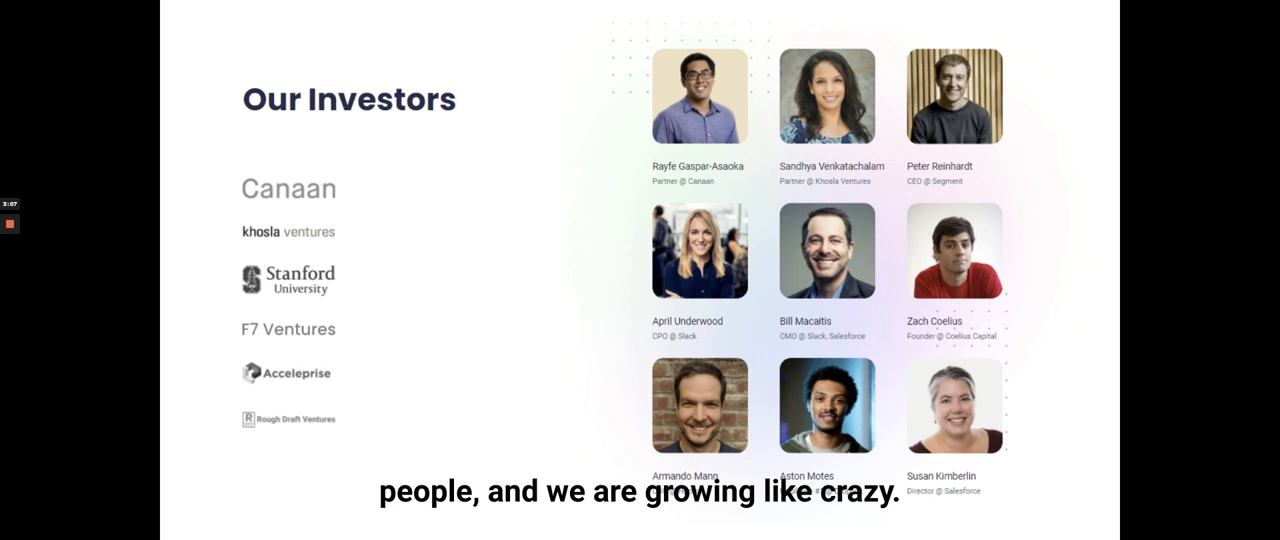 3:07
Our Investors
Canaan
khosla ventures
Stanford
University
F7 Ventures
Acceleprise
R
Rough Draft Ventures
Rayfe Gaspar-Asaoka
Partner @ Canaan
Sandhya Venkatachalam
Partner @ Khosla Ventures
Peter Reinhardt
CEO @ Segment
April Underwood
CPO @ Slack
Bill Macaitis
CMO @ Slack, Salesforce
Zach Coelius
Founder @ Coelius Capital
Armando Mann
Aston Motes
Susan Kimberlin
Director @ Salesforce
people, and we are growing like crazy.